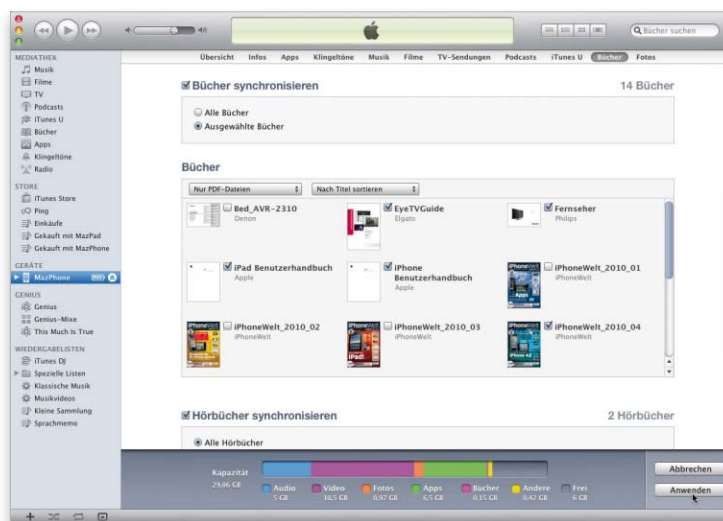 Bücher suchen
MEDIATHEK
Musik
Filme
TV
Podcasts
iTunes U
Bücher
Apps
Klingeltöne
Radio
STORE
iTunes Store
Ping
Einkäufe
Gekauft mit MazPad
Gekauft mit MazPhone
GERÄTE
MazPhone
GENIUS
Genius
Genius-Mixe
This Much Is True
WIEDERGABELISTEN
iTunes DJ
Spezielle Listen
Klassische Musik
Musikvideos
Kleine Sammlung
Sprachmemo
Übersicht Infos Apps Klingeltöne Musik Filme TV-Sendungen Podcasts iTunes U Bücher Fotos
Bücher synchronisieren 14 Bücher
Alle Bücher
Ausgewählte Bücher
Bücher
Nur PDF-Dateien Nach Titel sortieren
Bed_AVR-2310
Denon
EyeTVGuide
Elgato
Fernseher
Philips
iPad Benutzerhandbuch
Apple
iPhone
Benutzerhandbuch
Apple
iPhoneWelt_2010_01
iPhoneWelt
iPhoneWelt_2010_02
iPhoneWelt
iPhoneWelt_2010_03
iPhoneWelt
iPhoneWelt_2010_04
iPhoneWelt
Hörbücher synchronisieren 2 Hörbücher
Alle Hörbücher
Kapazität
29,06 GB
Audio
5 GB
Video
10,5 GB
Fotos
0,97 GB
Apps
6,5 GB
Bücher
0,15 GB
Andere
0,42 GB
Frei
6 GB
Abbrechen
Anwenden